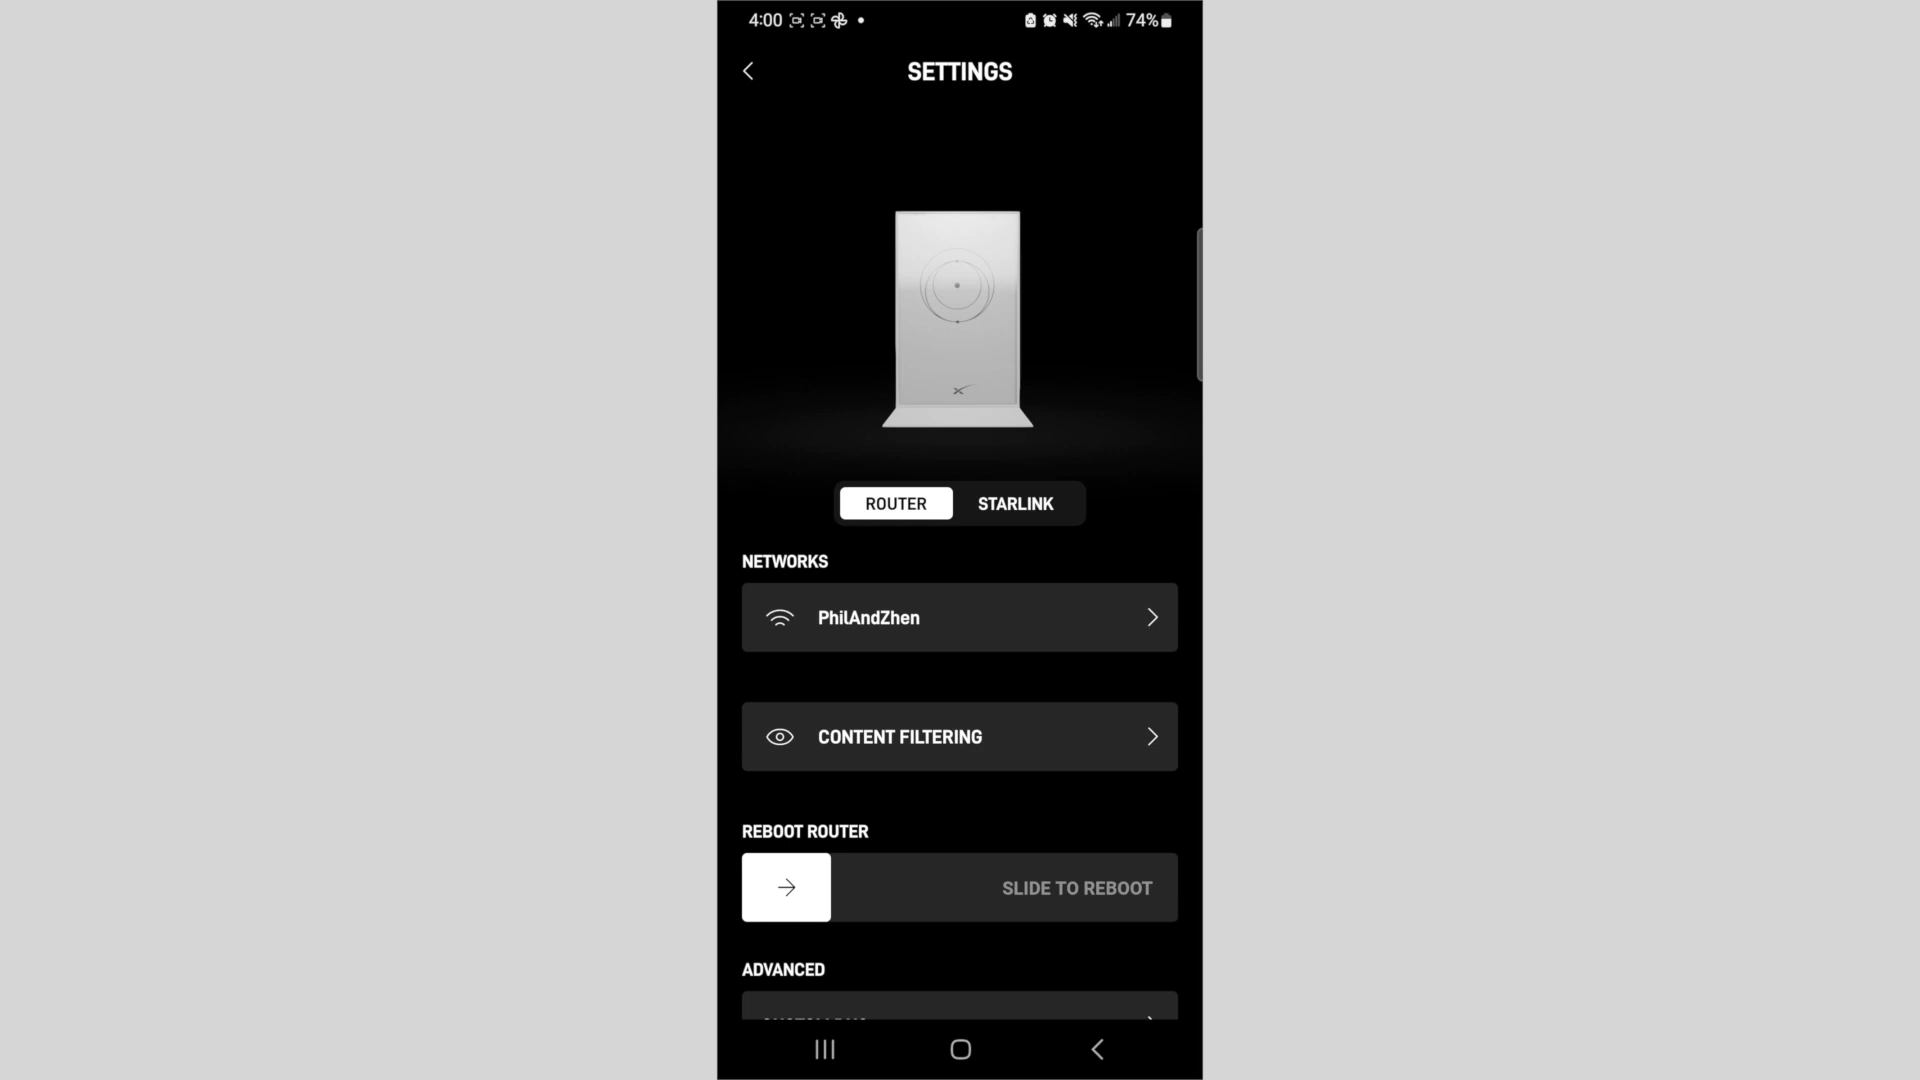 4:00 74%
SETTINGS
ROUTER STARLINK
NETWORKS
PhilAndZhen
CONTENT FILTERING
REBOOT ROUTER
SLIDE TO REBOOT
ADVANCED